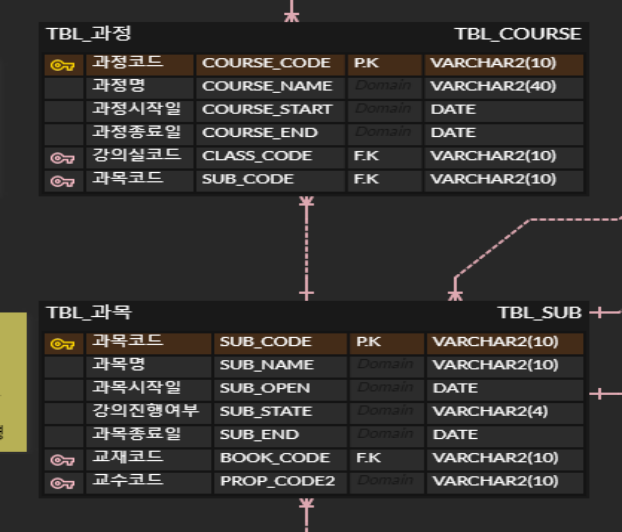 TBL_과정 TBL_COURSE
과정코드 COURSE_CODE P.K VARCHAR2(10)
과정명 COURSE_NAME Domain VARCHAR2(40)
과정시작일 COURSE_START Domain DATE
과정종료일 COURSE_END Domain DATE
강의실코드 CLASS_CODE F.K VARCHAR2(10)
과목코드 SUB_CODE F.K VARCHAR2(10)
TBL_과목 TBL_SUB
과목코드 SUB_CODE P.K VARCHAR2(10)
과목명 SUB_NAME Domain VARCHAR2(10)
과목시작일 SUB_OPEN Domain DATE
강의진행여부 SUB_STATE Domain VARCHAR2(4)
과목종료일 SUB_END Domain DATE
교재코드 BOOK_CODE F.K VARCHAR2(10)
교수코드 PROP_CODE2 Domain VARCHAR2(10)